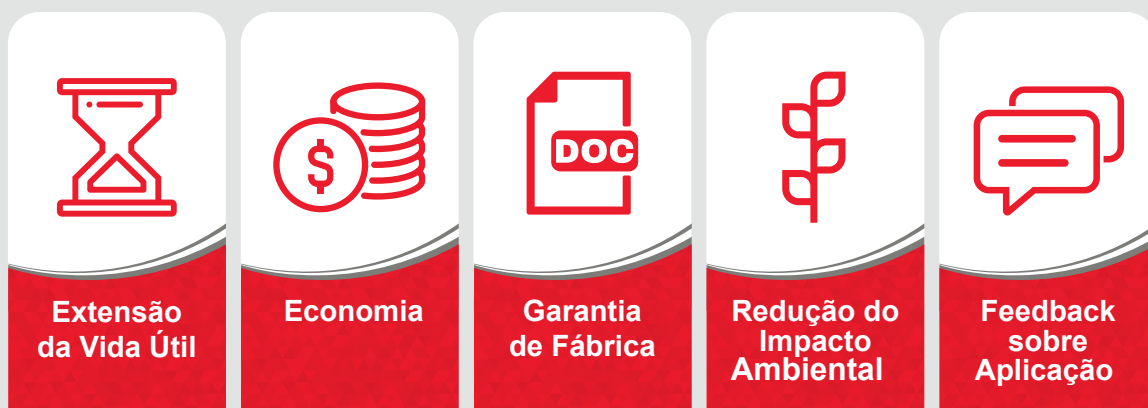 $
DOC
Extensão
da Vida Útil
Economia
Garantia
de Fábrica
Redução do
Impacto
Ambiental
Feedback
sobre
Aplicação